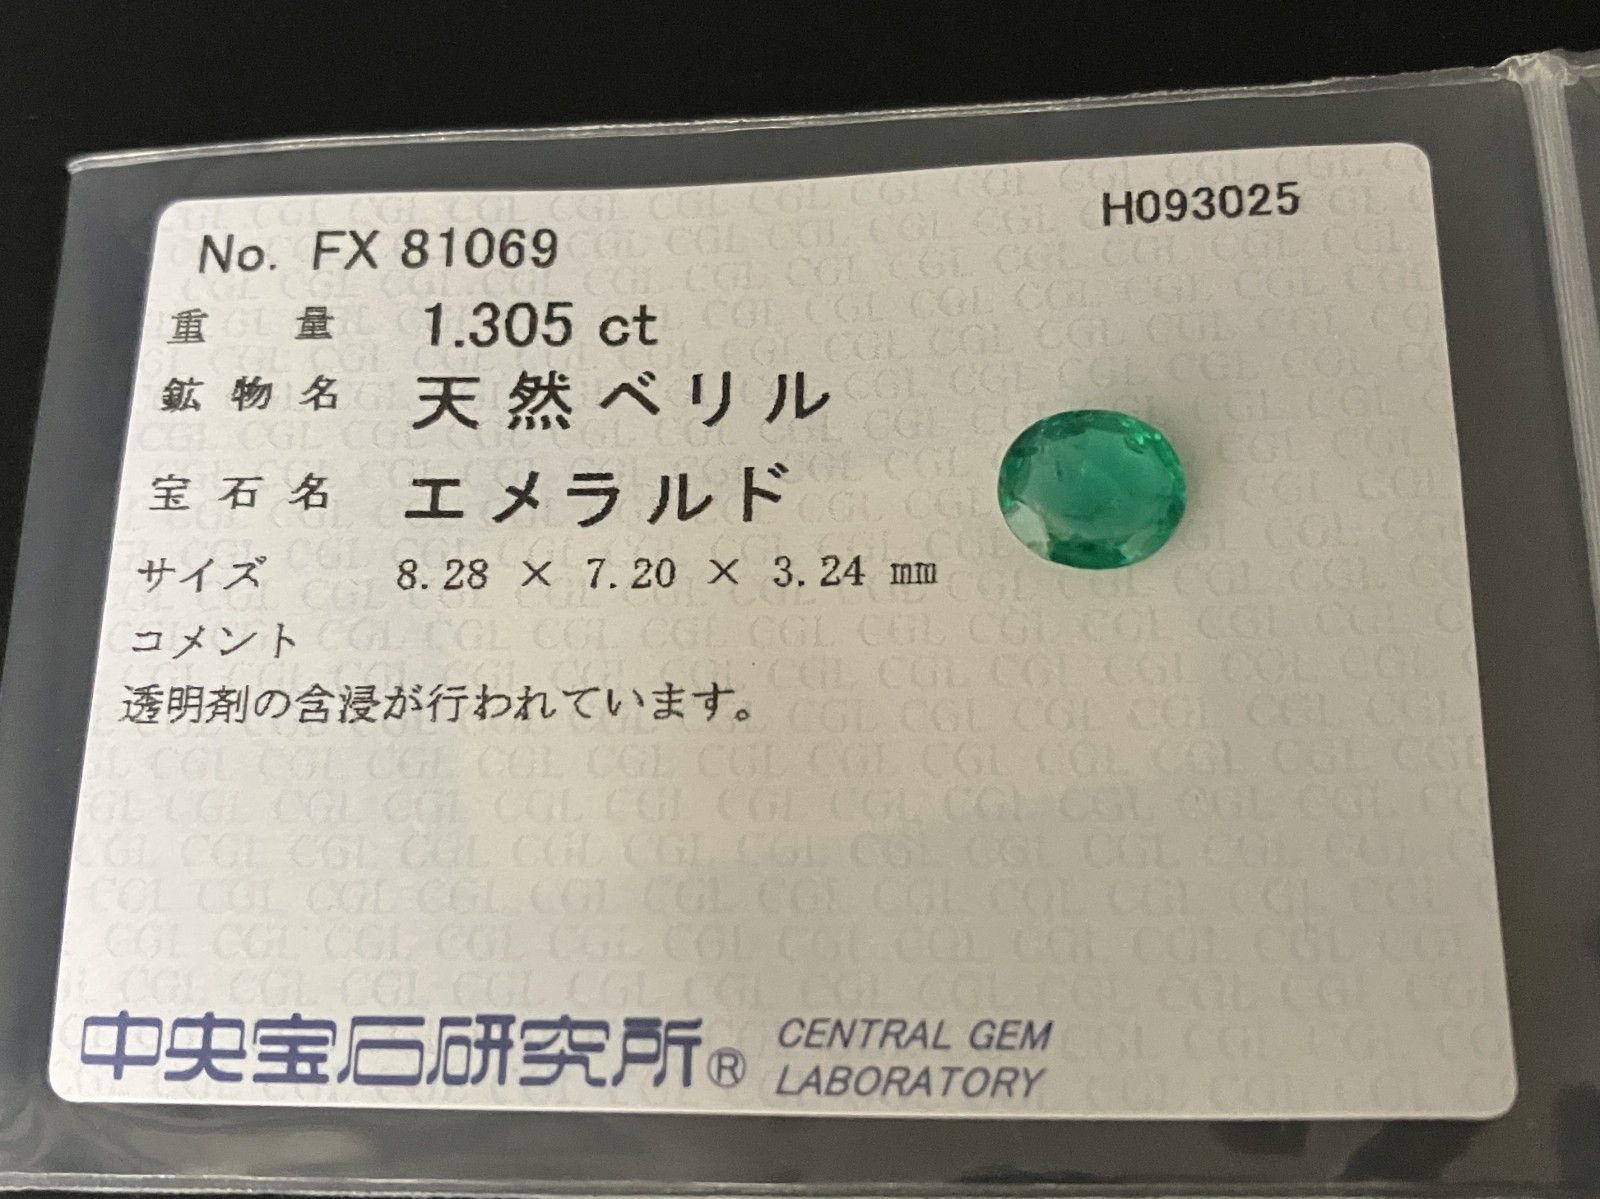 H093025
No. FX 81069
重量 1.305 ct
鉱物名 天然ベリル
宝石名 エメラルド
サイズ 8.28 × 7.20 × 3.24 mm
コメント
透明剤の含浸が行われています。
中央宝石研究所® CENTRAL GEM
LABORATORY